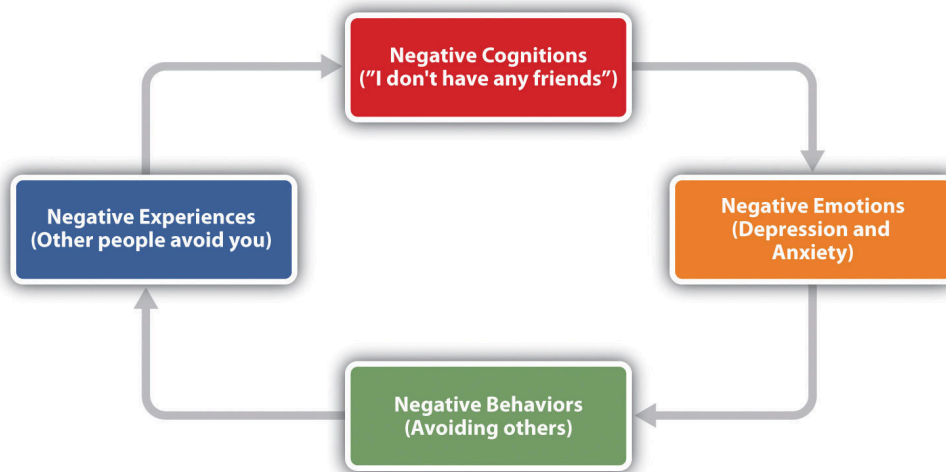 Negative Cognitions
(”I don't have any friends”)
Negative Emotions
(Depression and
Anxiety)
Negative Behaviors
(Avoiding others)
Negative Experiences
(Other people avoid you)